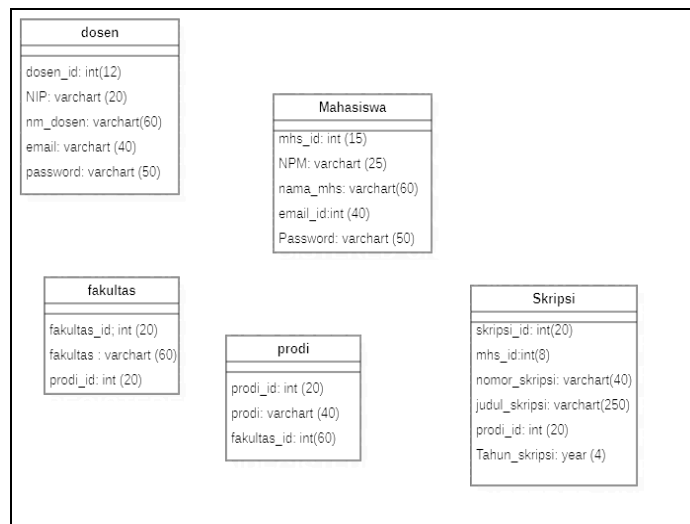 dosen
dosen_id: int(12)
NIP: varchart (20)
nm_dosen: varchart(60)
email: varchart (40)
password: varchart (50)
Mahasiswa
mhs_id: int (15)
NPM: varchart (25)
nama_mhs: varchart(60)
email_id:int (40)
Password: varchart (50)
fakultas
fakultas_id; int (20)
fakultas : varchart (60)
prodi_id: int (20)
prodi
prodi_id: int (20)
prodi: varchart (40)
fakultas_id: int(60)
Skripsi
skripsi_id: int(20)
mhs_id:int(8)
nomor_skripsi: varchart(40)
judul_skripsi: varchart(250)
prodi_id: int (20)
Tahun_skripsi: year (4)